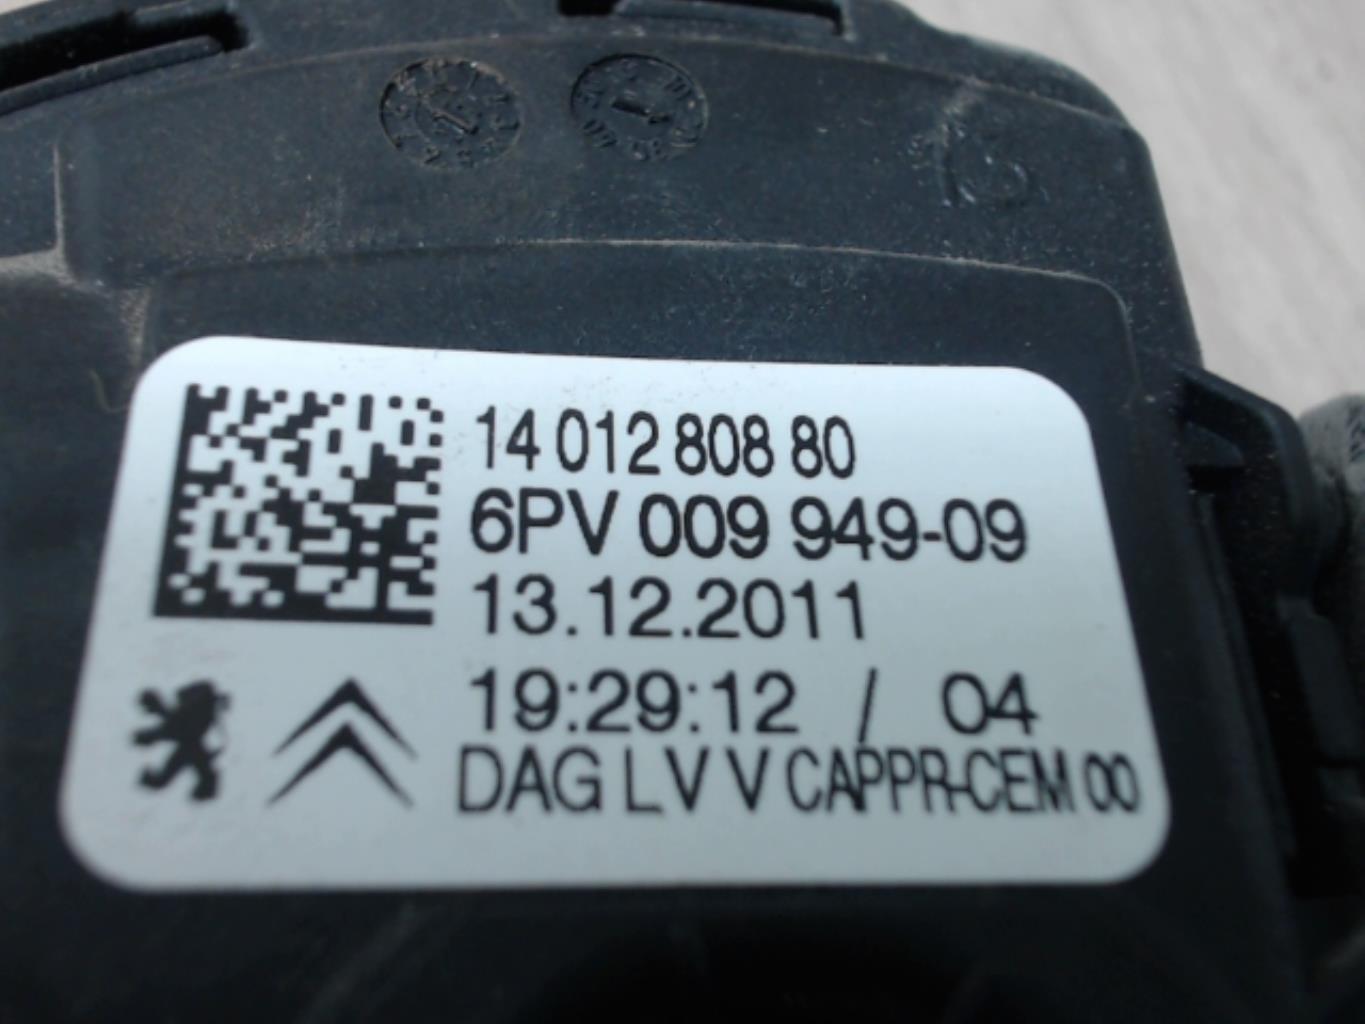 14 012 808 80
6PV 009 949-09
13.12.2011
19:29:12 / 04
DAG LV V CAPPR-CEM 00